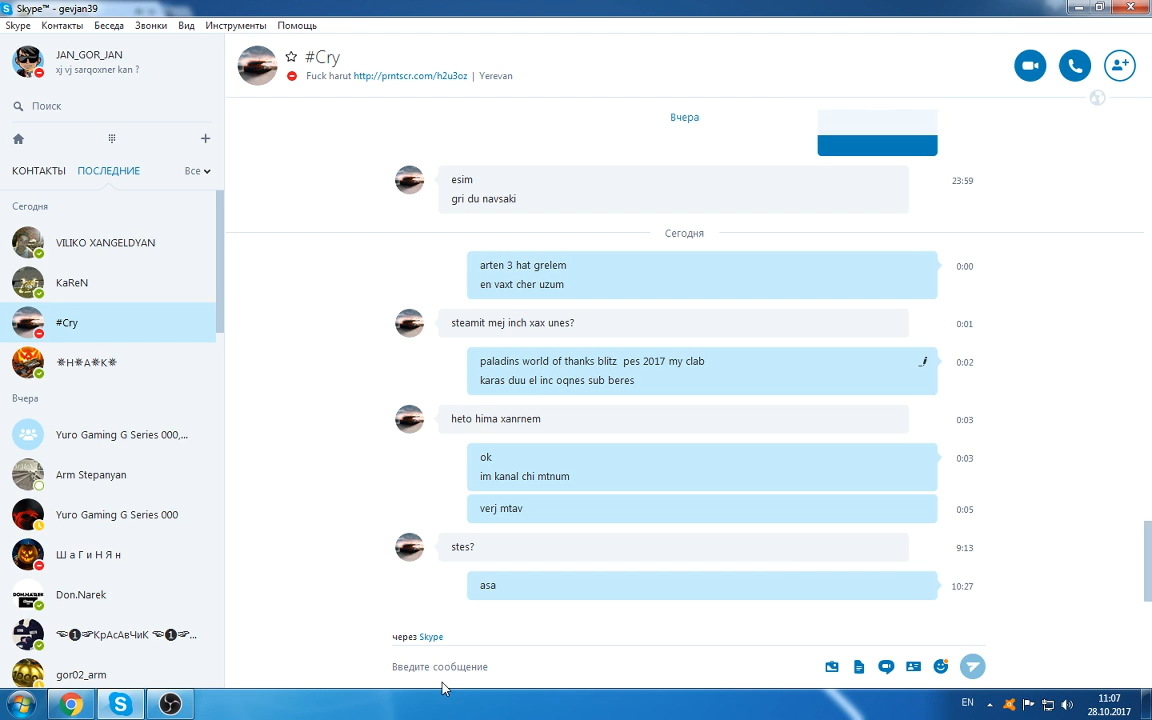 Skype™ - gevjan39
Skype Контакты Беседа Звонки Вид Инструменты Помощь
JAN_GOR_JAN
xj vj sarqoxner kan ?
Поиск
КОНТАКТЫ ПОСЛЕДНИЕ Все
Сегодня
VILIKO XANGELDYAN
KaReN
#Cry
✵H✵A✵K✵
Вчера
Yuro Gaming G Series 000,...
Arm Stepanyan
Yuro Gaming G Series 000
Ш а Г и Н Я н
DON.NAREK
Don.Narek
☜❶☞КрАсАвЧиК ☜❶☞...
gor02_arm
#Cry
Fuck harut http://prntscr.com/h2u3oz | Yerevan
Вчера
esim 23:59
gri du navsaki
Сегодня
arten 3 hat grelem 0:00
en vaxt cher uzum
steamit mej inch xax unes? 0:01
paladins world of thanks blitz pes 2017 my clab 0:02
karas duu el inc oqnes sub beres
heto hima xanrnem 0:03
ok 0:03
im kanal chi mtnum
verj mtav 0:05
stes? 9:13
asa 10:27
через Skype
Введите сообщение
EN 11:07
28.10.2017